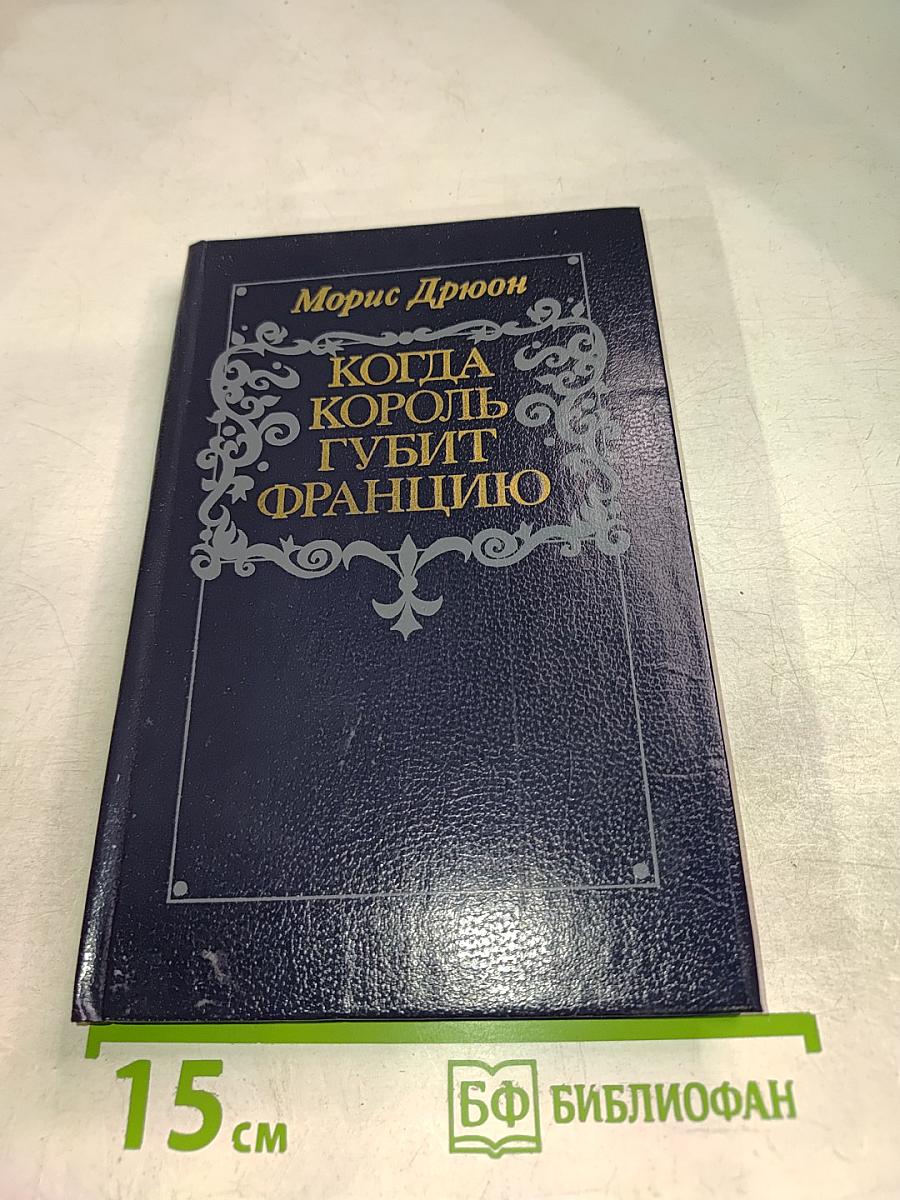 Морис Дрюон
КОГДА
КОРОЛЬ
ГУБИТ
ФРАНЦИЮ
15 см
БФ БИБЛИОФАН